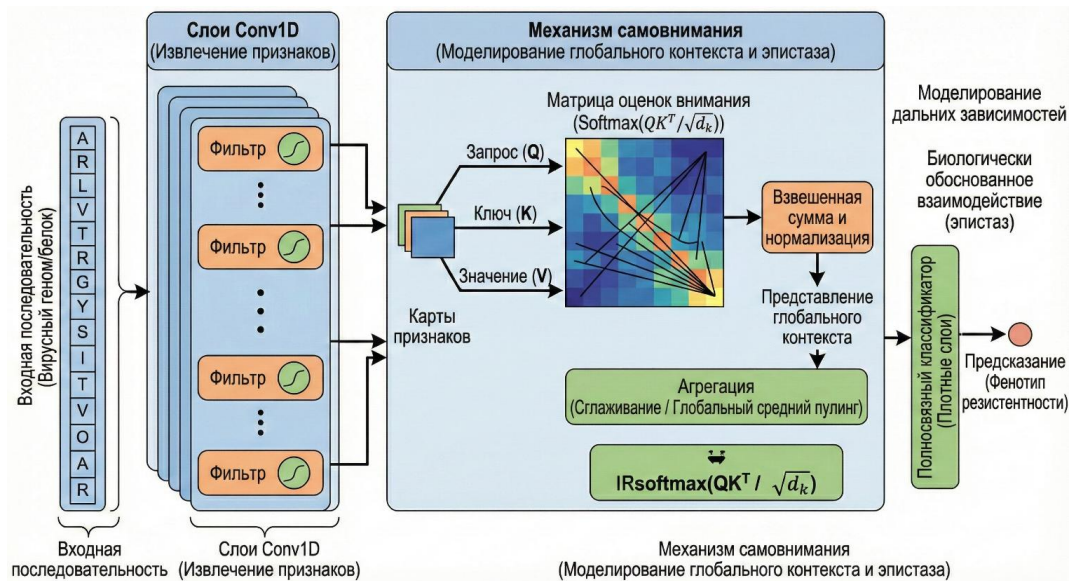 Слои Conv1D
(Извлечение признаков)
Механизм самовнимания
(Моделирование глобального контекста и эпистаза)
Входная последовательность
(Вирусный геном/белок)
A
R
L
V
T
R
G
Y
S
I
T
V
O
A
R
Фильтр
Фильтр
Фильтр
Фильтр
Карты
признаков
Запрос (Q)
Ключ (K)
Значение (V)
Матрица оценок внимания
(Softmax(QK^T/√d_k))
Взвешенная
сумма и
нормализация
Представление
глобального
контекста
Агрегация
(Сглаживание / Глобальный средний пулинг)
IRsoftmax(QK^T / √d_k)
Моделирование
дальних зависимостей
Биологически
обоснованное
взаимодействие
(эпистаз)
Полносвязный классификатор
(Плотные слои)
Предсказание
(Фенотип
резистентности)
Входная
последовательность
Слои Conv1D
(Извлечение признаков)
Механизм самовнимания
(Моделирование глобального контекста и эпистаза)